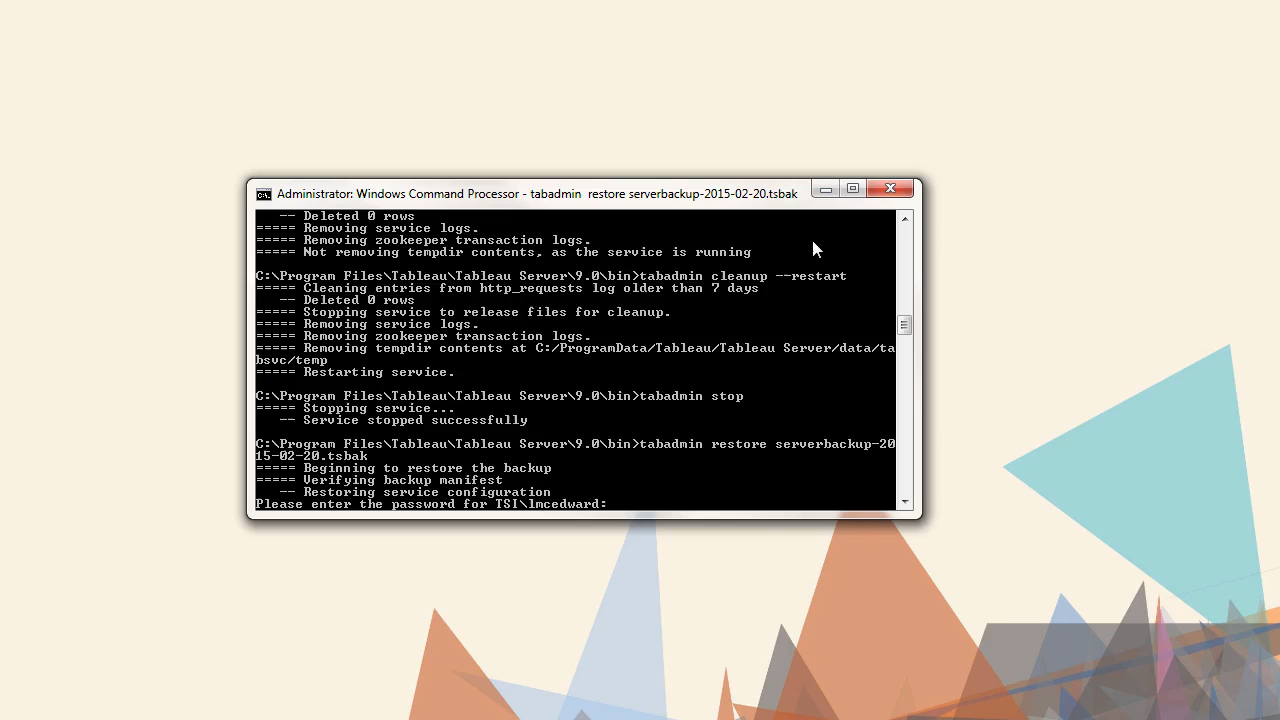 Administrator: Windows Command Processor - tabadmin  restore serverbackup-2015-02-20.tsbak
   -- Deleted 0 rows
===== Removing service logs.
===== Removing zookeeper transaction logs.
===== Not removing tempdir contents, as the service is running
C:\Program Files\Tableau\Tableau Server\9.0\bin>tabadmin cleanup --restart
===== Cleaning entries from http_requests log older than 7 days
   -- Deleted 0 rows
===== Stopping service to release files for cleanup.
===== Removing service logs.
===== Removing zookeeper transaction logs.
===== Removing tempdir contents at C:/ProgramData/Tableau/Tableau Server/data/ta
bsvc/temp
===== Restarting service.
C:\Program Files\Tableau\Tableau Server\9.0\bin>tabadmin stop
===== Stopping service...
   -- Service stopped successfully
C:\Program Files\Tableau\Tableau Server\9.0\bin>tabadmin restore serverbackup-20
15-02-20.tsbak
===== Beginning to restore the backup
===== Verifying backup manifest
   -- Restoring service configuration
Please enter the password for TSI\lmcedward: